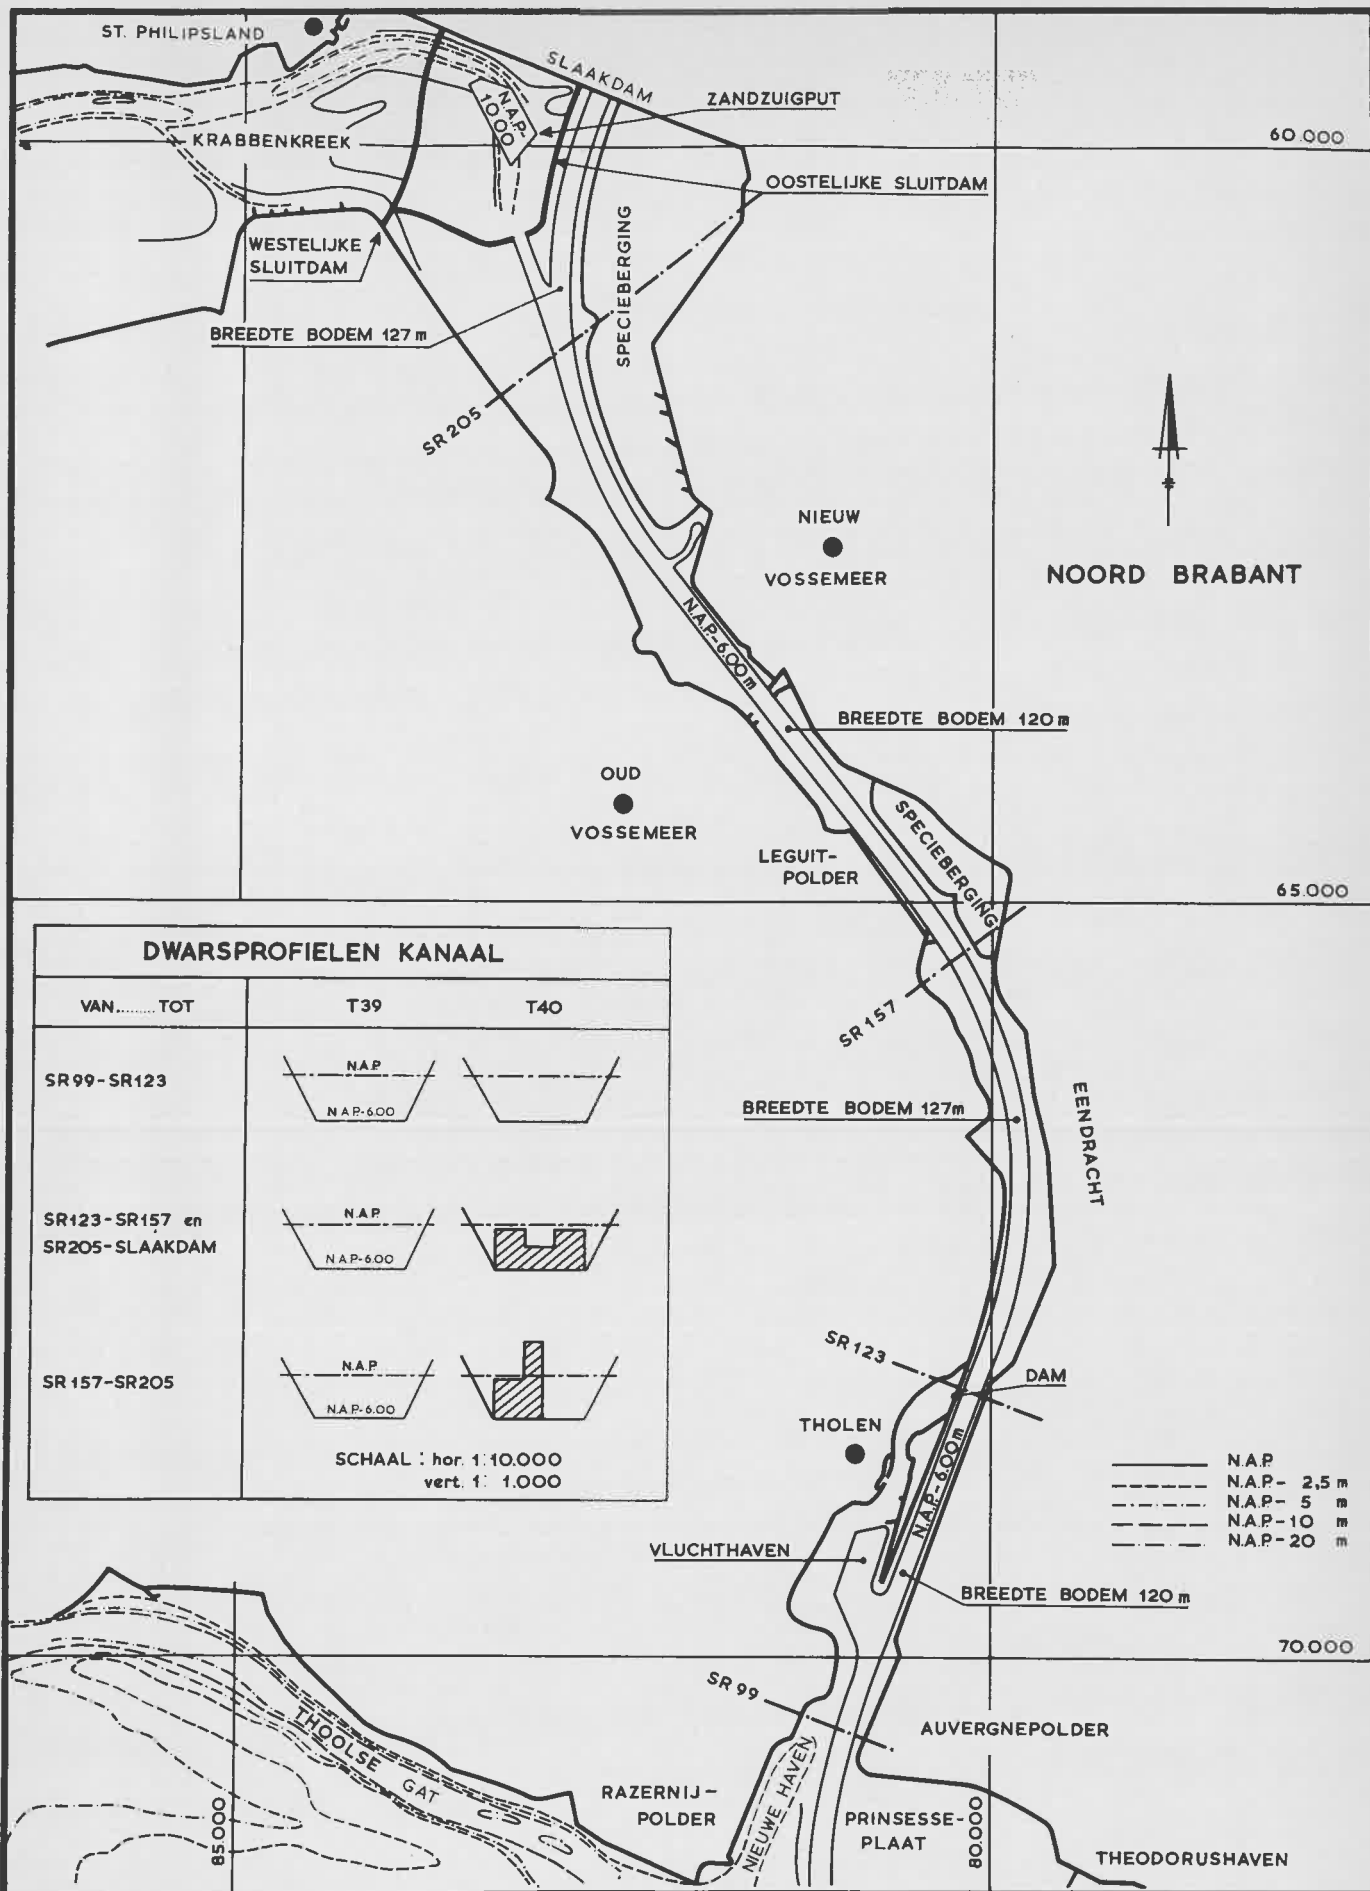 ST. PHILIPSLAND
SLAAKDAM
ZANDZUIGPUT
N.A.P-
1000
KRABBENKREEK
60.000
OOSTELIJKE SLUITDAM
SPECIEBERGING
WESTELIJKE
SLUITDAM
BREEDTE BODEM 127 m
SR 205
NIEUW
VOSSEMEER
NOORD BRABANT
N.A.P.-6.00 m
BREEDTE BODEM 120 m
OUD
VOSSEMEER
SPECIEBERGING
LEGUIT-
POLDER
65.000
SR 157
BREEDTE BODEM 127m
EENDRACHT
DWARSPROFIELEN KANAAL
VAN........ TOT
T39
T40
SR99-SR123
N.A.P
N A P.-6.00
SR123-SR157 en
SR205-SLAAKDAM
N.A.P.
N A P-6.00
SR 157-SR205
N.A.P
N.A.P.-6.00
SCHAAL : hor. 1:10.000
vert. 1: 1.000
SR 123
DAM
THOLEN
N.A.P.-6.00m
N.A.P
N.A.P- 2,5 m
N.A.P- 5 m
N.A.P-10 m
N.A.P-20 m
VLUCHTHAVEN
BREEDTE BODEM 120 m
70.000
SR 99
AUVERGNEPOLDER
THOOLSE GAT
RAZERNIJ-
POLDER
NIEUWE HAVEN
PRINSESSE-
PLAAT
85.000
80.000
THEODORUSHAVEN